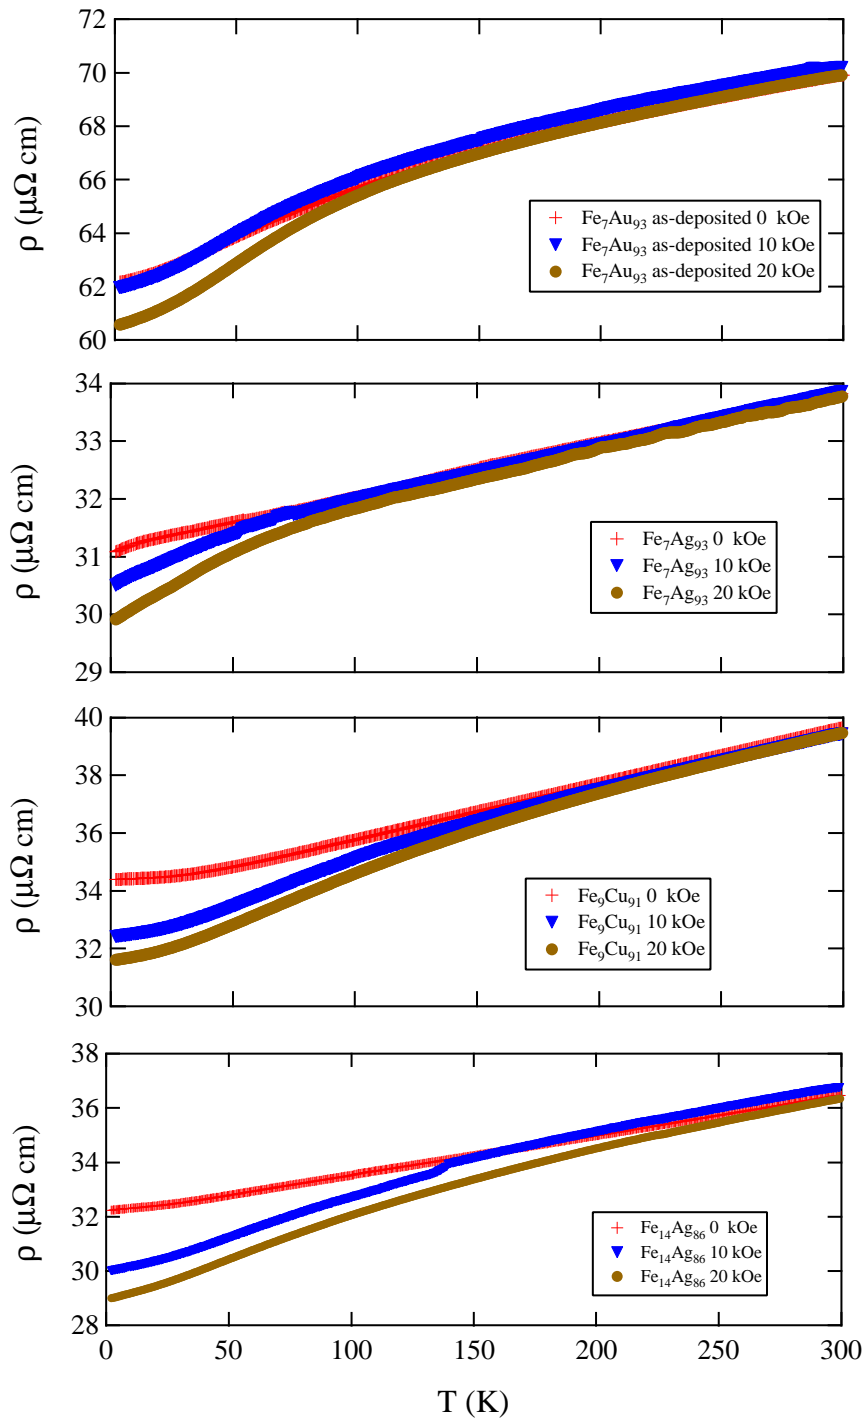 72
70
68
66
64
62
60
ρ (μΩ cm)
Fe₇Au₉₃ as-deposited 0 kOe
Fe₇Au₉₃ as-deposited 10 kOe
Fe₇Au₉₃ as-deposited 20 kOe
34
33
32
31
30
29
ρ (μΩ cm)
Fe₇Ag₉₃ 0 kOe
Fe₇Ag₉₃ 10 kOe
Fe₇Ag₉₃ 20 kOe
40
38
36
34
32
30
ρ (μΩ cm)
Fe₉Cu₉₁ 0 kOe
Fe₉Cu₉₁ 10 kOe
Fe₉Cu₉₁ 20 kOe
38
36
34
32
30
28
ρ (μΩ cm)
Fe₁₄Ag₈₆ 0 kOe
Fe₁₄Ag₈₆ 10 kOe
Fe₁₄Ag₈₆ 20 kOe
0 50 100 150 200 250 300
T (K)